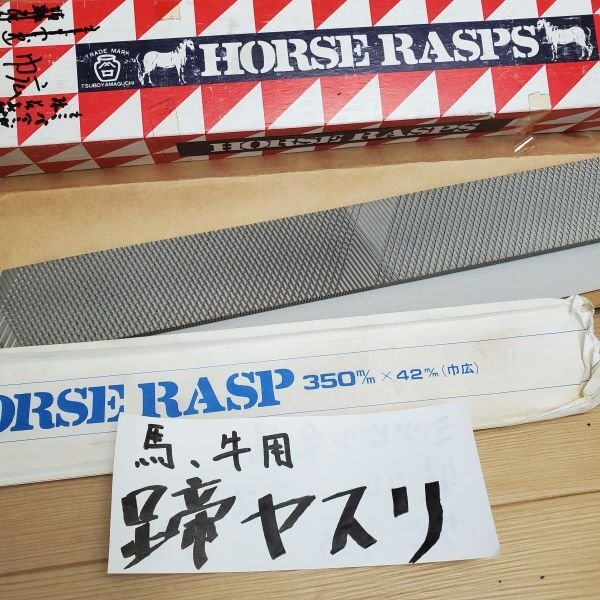 TRADE MARK
TSUBOYAMAGUCHI
HORSE RASPS
HORSE RASPS
ORSE RASP 350m/m × 42m/m (巾広)
馬、牛用
蹄ヤスリ